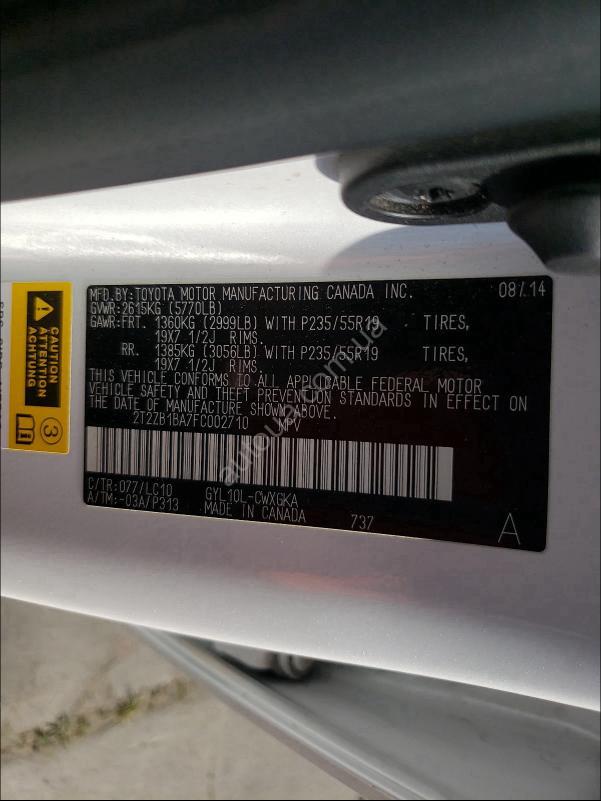 MFD.BY: TOYOTA MOTOR MANUFACTURING CANADA INC. 08/14
GVWR: 2615KG (5770LB)
GAWR: FRT. 1360KG (2999LB) WITH P235/55R19 TIRES,
19X7 1/2J RIMS.
RR. 1385KG (3056LB) WITH P235/55R19 TIRES,
19X7 1/2J RIMS.
THIS VEHICLE CONFORMS TO ALL APPLICABLE FEDERAL MOTOR
VEHICLE SAFETY AND THEFT PREVENTION STANDARDS IN EFFECT ON
THE DATE OF MANUFACTURE SHOWN ABOVE.
2T2ZB1BA7FC002710 MPV
C/TR: 077/LC10 GYL10L-CWXGKA
A/TM: -03A/P313 MADE IN CANADA 737 A
CAUTION
ATTENTION
ACHTUNG
3
autoua.com.ua